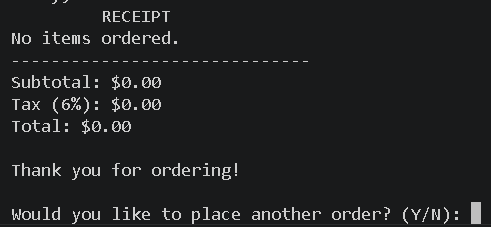 RECEIPT
No items ordered.
------------------------------
Subtotal: $0.00
Tax (6%): $0.00
Total: $0.00
Thank you for ordering!
Would you like to place another order? (Y/N):